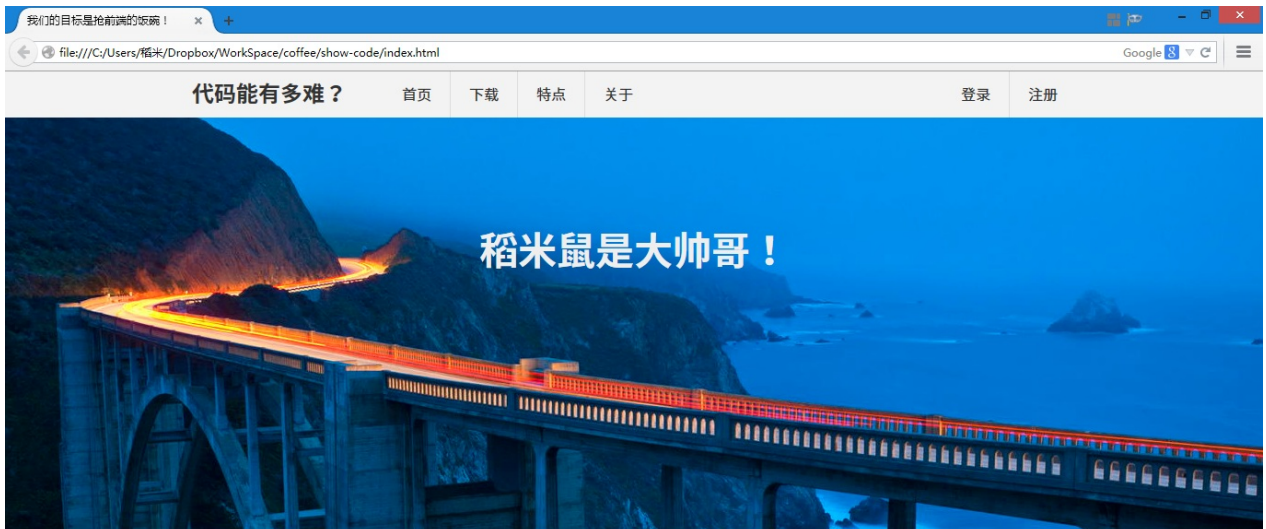 我们的目标是抢前端的饭碗！
file:///C:/Users/稻米/Dropbox/WorkSpace/coffee/show-code/index.html
Google 8
代码能有多难？ 首页 下载 特点 关于 登录 注册
稻米鼠是大帅哥！